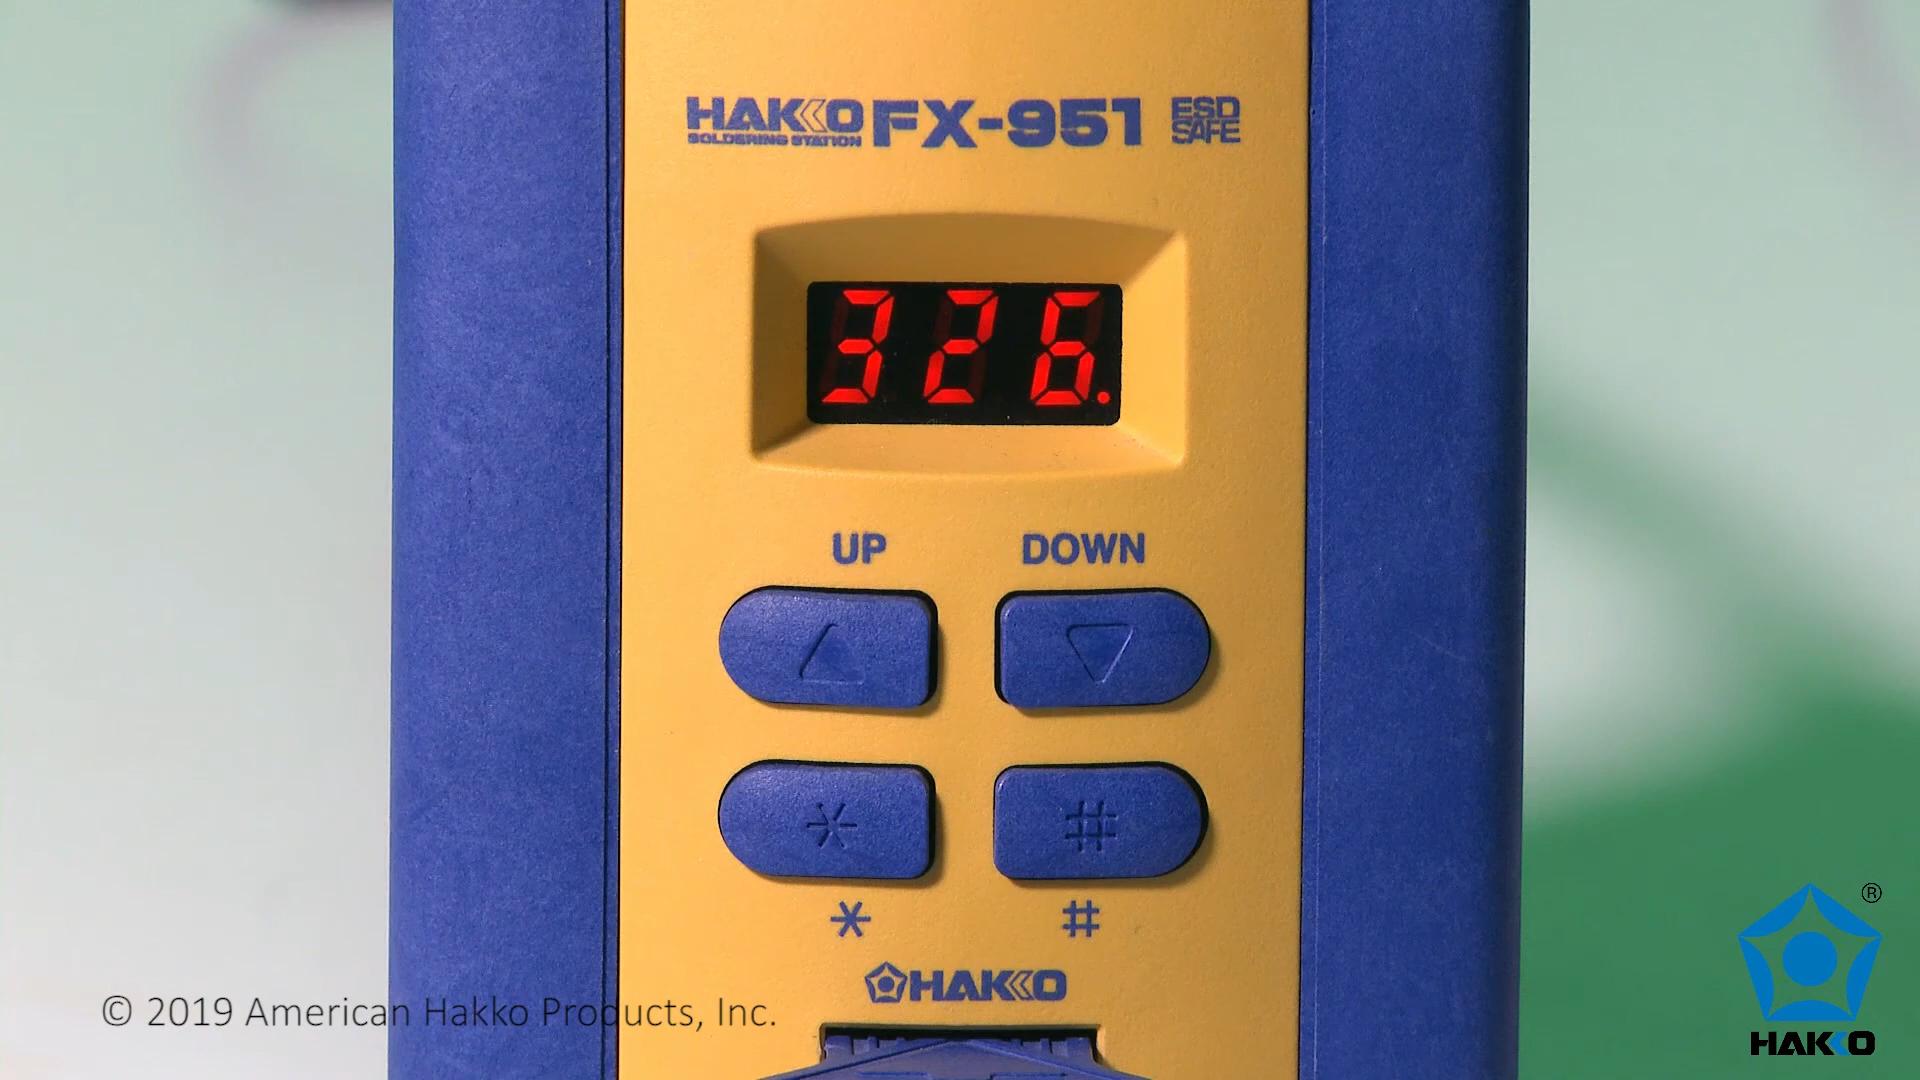 HAKKO FX-951 ESD
SOLDERING STATION SAFE
326.
UP DOWN
*
#
* #
HAKKO
© 2019 American Hakko Products, Inc.
®
HAKKO